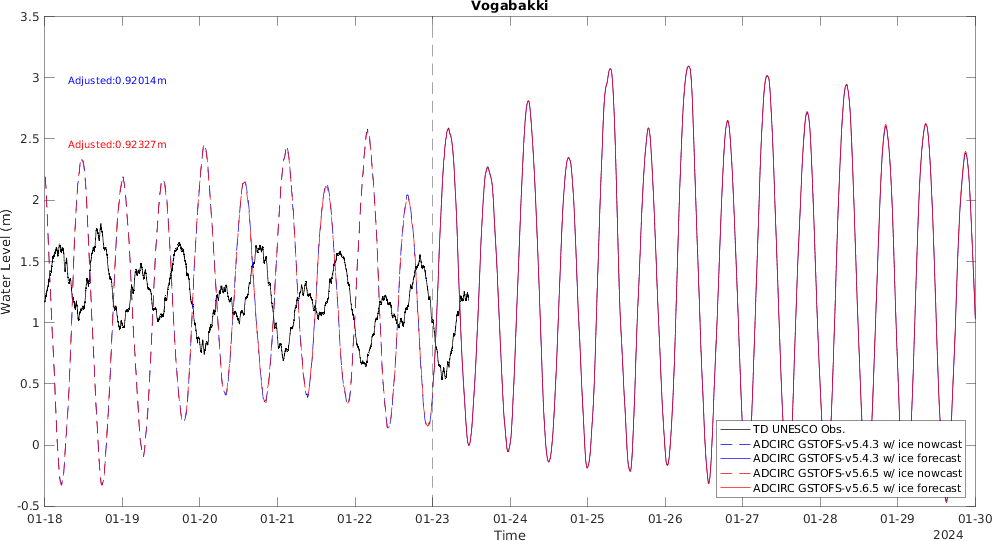 Vogabakki
3.5
3
2.5
2
1.5
1
0.5
0
-0.5
Water Level (m)
Adjusted:0.92014m
Adjusted:0.92327m
TD UNESCO Obs.
ADCIRC GSTOFS-v5.4.3 w/ ice nowcast
ADCIRC GSTOFS-v5.4.3 w/ ice forecast
ADCIRC GSTOFS-v5.6.5 w/ ice nowcast
ADCIRC GSTOFS-v5.6.5 w/ ice forecast
01-18 01-19 01-20 01-21 01-22 01-23 01-24 01-25 01-26 01-27 01-28 01-29 01-30
Time
2024